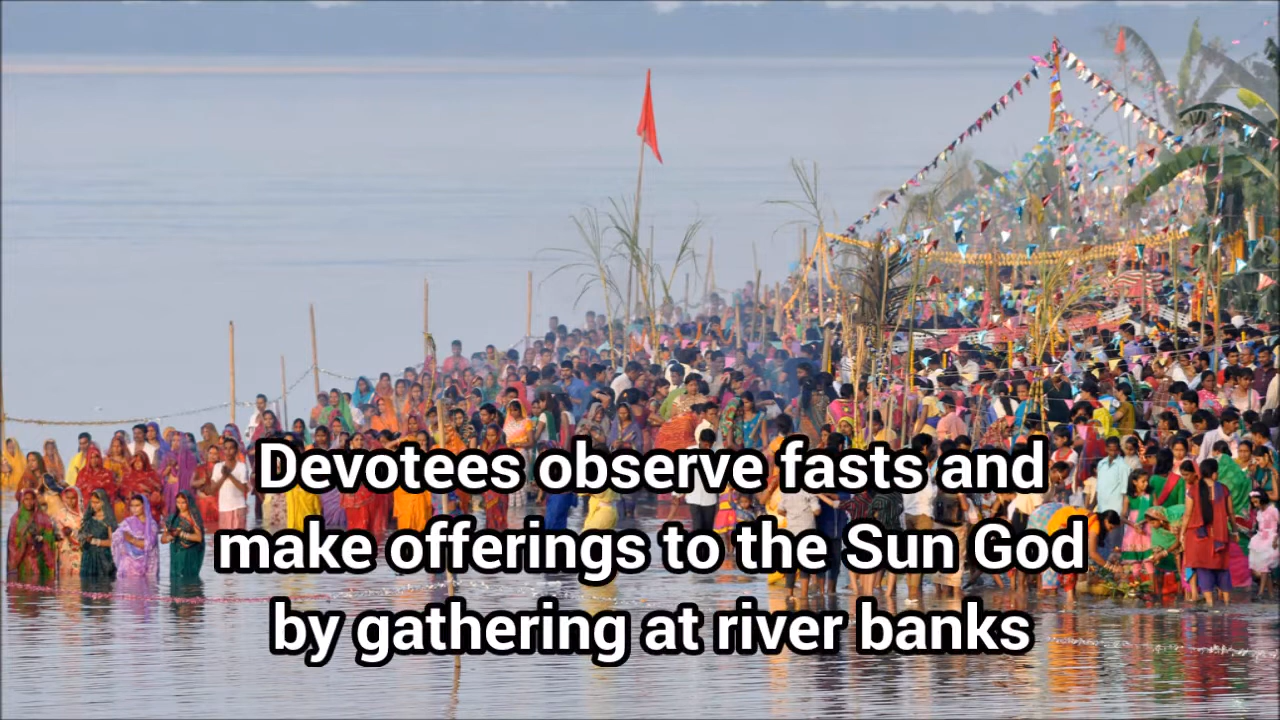 Devotees observe fasts and
make offerings to the Sun God
by gathering at river banks